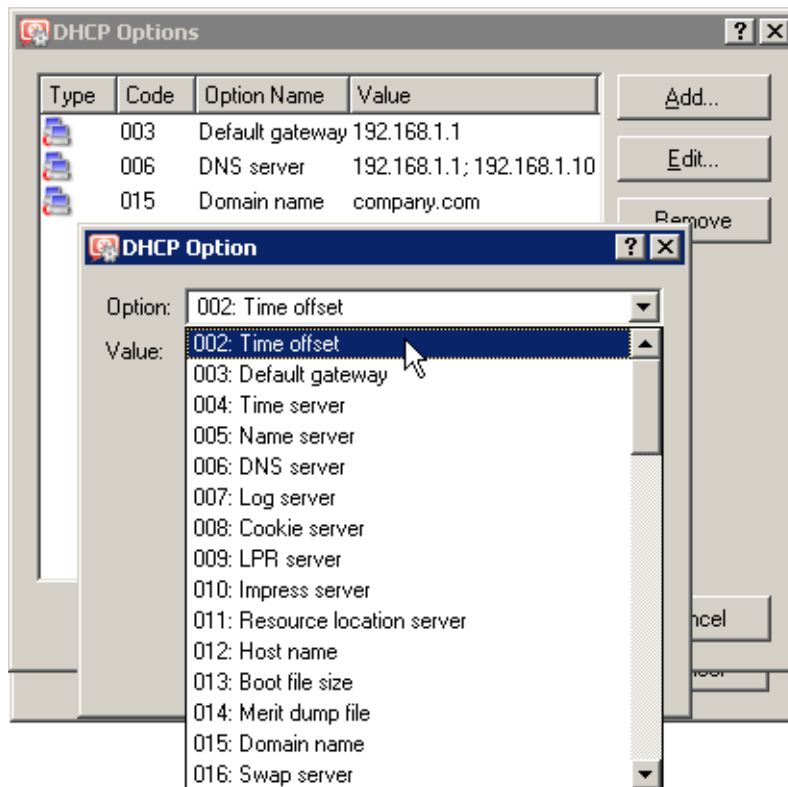 DHCP Options
Type Code Option Name Value
003 Default gateway 192.168.1.1
006 DNS server 192.168.1.1; 192.168.1.10
015 Domain name company.com
Add...
Edit...
Remove
DHCP Option
Option: 002: Time offset
Value:
002: Time offset
003: Default gateway
004: Time server
005: Name server
006: DNS server
007: Log server
008: Cookie server
009: LPR server
010: Impress server
011: Resource location server
012: Host name
013: Boot file size
014: Merit dump file
015: Domain name
016: Swap server
ncel